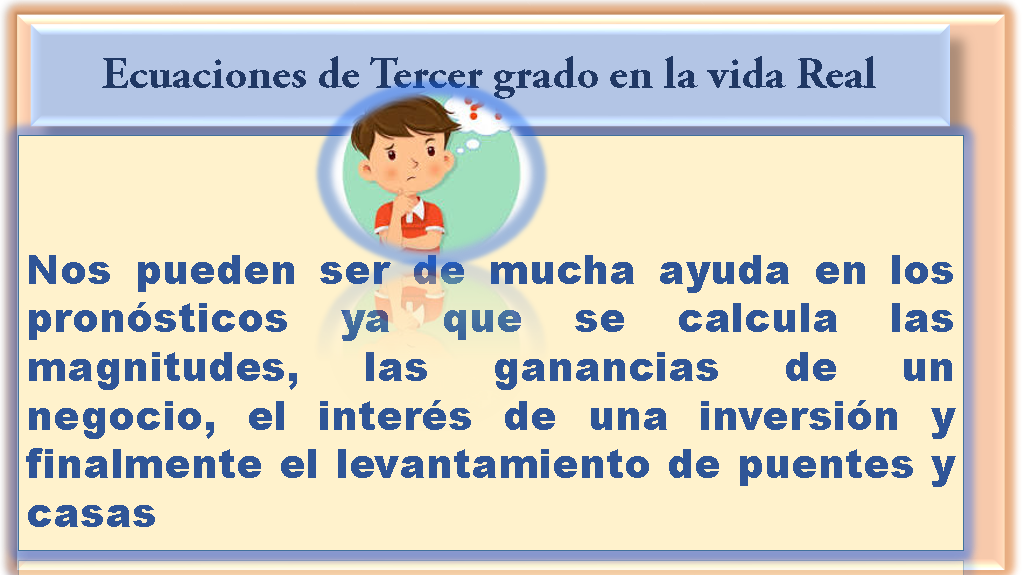 Ecuaciones de Tercer grado en la vida Real
Nos pueden ser de mucha ayuda en los
pronósticos ya que se calcula las
magnitudes, las ganancias de un
negocio, el interés de una inversión y
finalmente el levantamiento de puentes y
casas